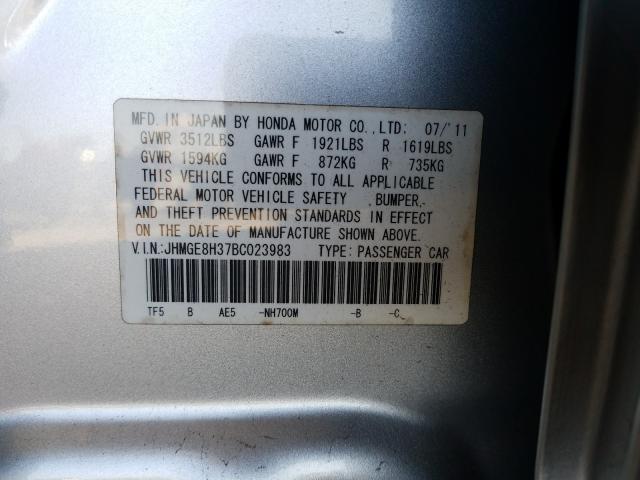 MFD. IN JAPAN BY HONDA MOTOR CO.,LTD: 07/'11
GVWR 3512LBS GAWR F 1921LBS R 1619LBS
GVWR 1594KG GAWR F 872KG R 735KG
THIS VEHICLE CONFORMS TO ALL APPLICABLE
FEDERAL MOTOR VEHICLE SAFETY ,BUMPER,
AND THEFT PREVENTION STANDARDS IN EFFECT
ON THE DATE OF MANUFACTURE SHOWN ABOVE.
V.I.N.:JHMGE8H37BC023983 TYPE: PASSENGER CAR
TF5 B AE5 -NH700M -B -C